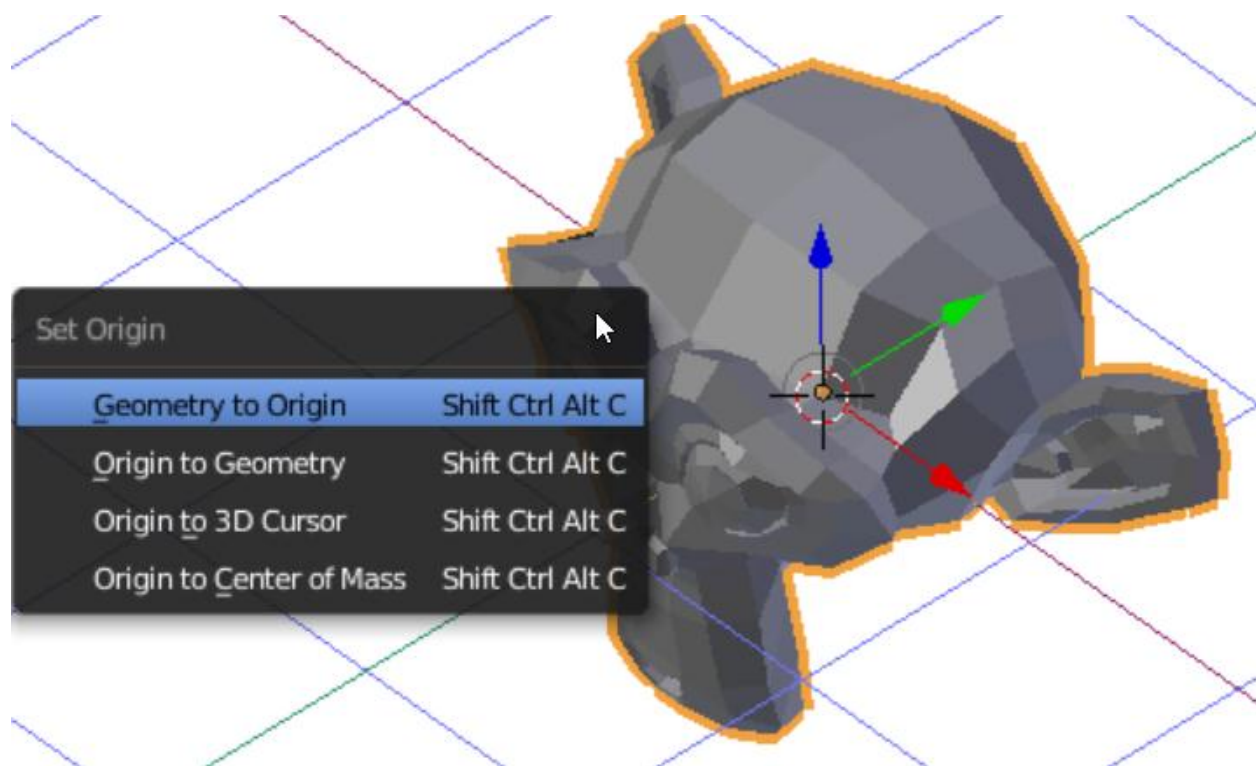 Set Origin
Geometry to Origin Shift Ctrl Alt C
Origin to Geometry Shift Ctrl Alt C
Origin to 3D Cursor Shift Ctrl Alt C
Origin to Center of Mass Shift Ctrl Alt C